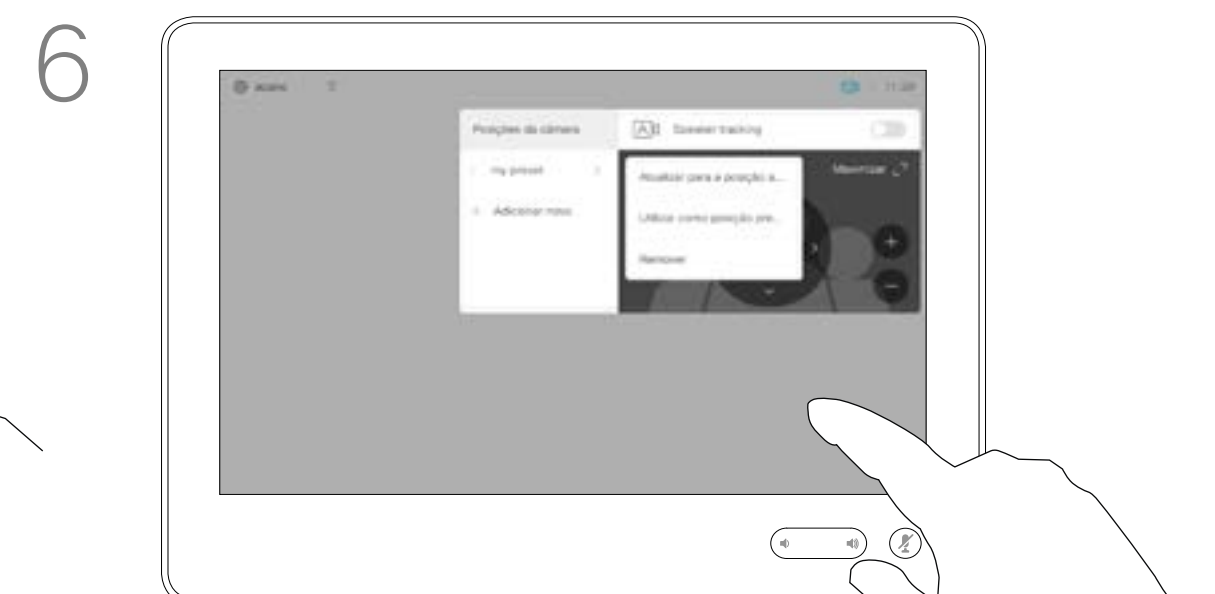 6
Posições da câmera
Speaker tracking
my preset
Maximizar
Atualizar para a posição a...
Adicionar novo
Utilizar como posição pre...
Remover